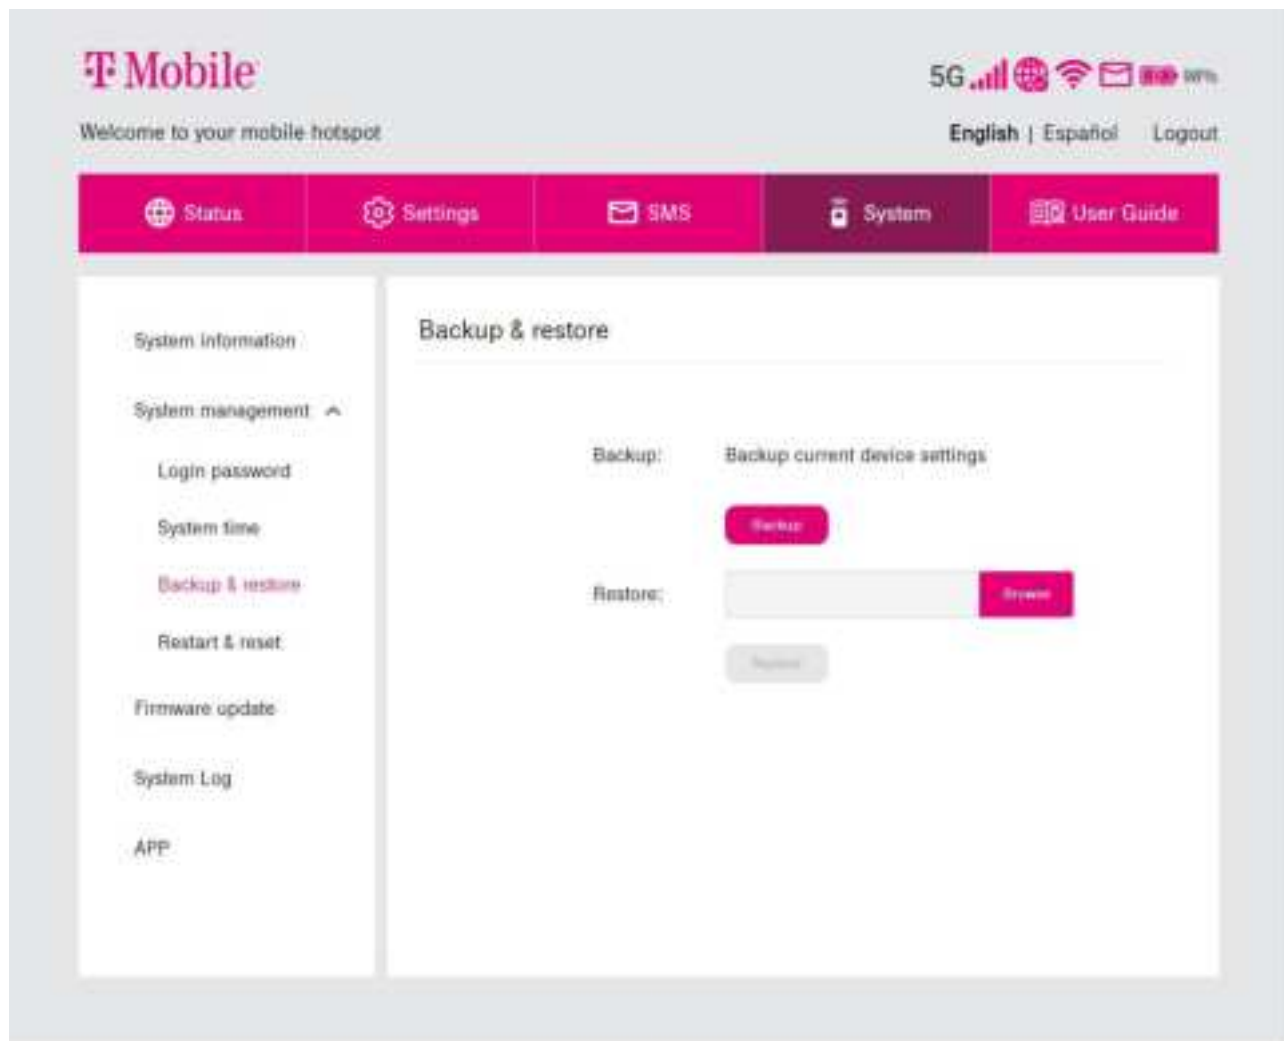 T Mobile
5G
Welcome to your mobile hotspot
English | Español Logout
Status
Settings
SMS
System
User Guide
System information
System management
Login password
System time
Backup & restore
Restart & reset
Firmware update
System Log
APP
Backup & restore
Backup: Backup current device settings
Backup
Restore:
Browse